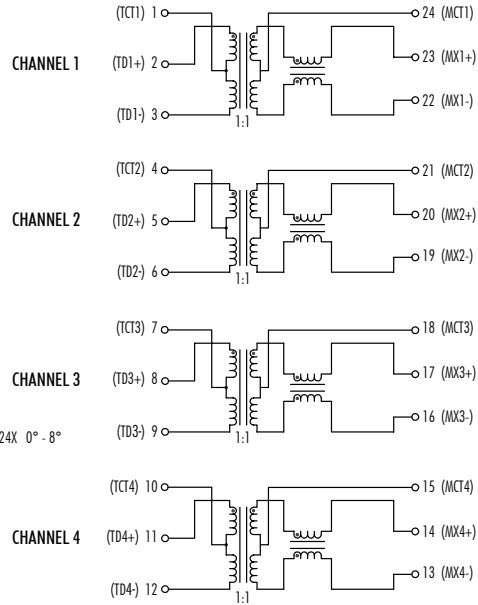 (TCT1) 1 24 (MCT1)
CHANNEL 1 (TD1+) 2 23 (MX1+)
22 (MX1-)
(TD1-) 3
1:1
(TCT2) 4 21 (MCT2)
CHANNEL 2 (TD2+) 5 20 (MX2+)
19 (MX2-)
(TD2-) 6
1:1
(TCT3) 7 18 (MCT3)
CHANNEL 3 (TD3+) 8 17 (MX3+)
16 (MX3-)
24X 0° - 8° (TD3-) 9
1:1
(TCT4) 10 15 (MCT4)
CHANNEL 4 (TD4+) 11 14 (MX4+)
13 (MX4-)
(TD4-) 12
1:1